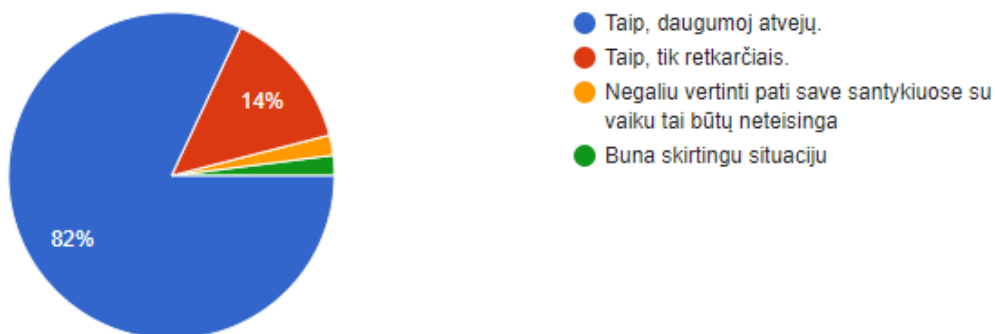 Taip, daugumoj atvejų.
Taip, tik retkarčiais.
Negaliu vertinti pati save santykiuose su
vaiku tai būtų neteisinga
Buna skirtingu situaciju
14%
82%